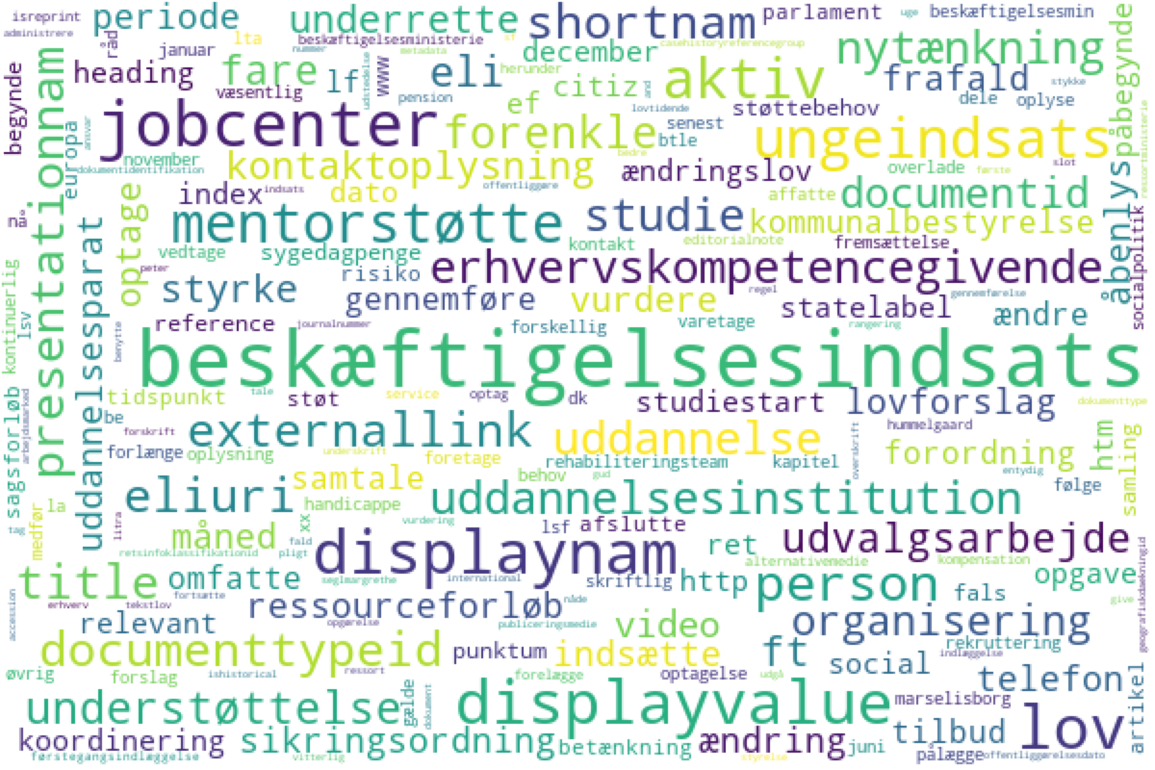 isreprint periode underrette shortnam parlament uge beskæftigelsesmin
administrere råd januar lta beskæftigelsesministerie nummer metadata lf december casehistoryreferencegroup nytænkning
heading fare lf udstedelse www eli herunder citiz aktiv frafald stykke
begynde væsentlig pension ef lovtidende støttebehov dele oplyse påbegynde ressortministerie
jobcenter forenkle senest btle ungeindsats
europa ansvar november dokumentidentifikation kontaktoplysning bedre ændringslov overlade første slot
presentationnam optage index indsats dato offentliggøre affatte documentid åbenlys
mentorstøtte studie kommunalbestyrelse
vedtage sygedagpenge kontakt editorialnote fremsættelse socialpolitik
peter risiko erhvervskompetencegivende
kontinuerlig lsv styrke gennemføre vurdere regel statelabel gennemførelse ændre
uddannelsesparat reference journalnummer forskellig varetage rangering
benytte beskæftigelsesindsats
sagsforløb arbejdsmarked tidspunkt tale støt service optag dk studiestart lovforslag dokumenttype
be forskrift externallink uddannelse hummelgaard
forlænge oplysning underskrift foretage rehabiliteringsteam kapitel overskrift forordning entydig htm samling
eliuri samtale behov gud uddannelsesinstitution følge
la handicappe
tag medfør litra måned xx vurdering lsf afslutte udvalgsarbejde
retsinfoklassifikationid pligt fald displaynam ret alternativemedie kompensation geografiskdaekningid
title omfatte seglmargrethe international skriftlig http person fals opgave
accession erhverv tekstlov fortsætte ressourceforløb nåde give
relevant opgørelse publiceringsmedie video organisering rekruttering
documenttypeid punktum indsætte ft social indlæggelse
øvrig forslag ishistorical ressort forelægge optagelse udgå telefon artikel
understøttelse gælde dokument displayvalue marselisborg lov
koordinering sikringsordning betænkning ændring juni tilbud
førstegangsindlæggelse vitterlig styrelse pålægge offentliggørelsesdato